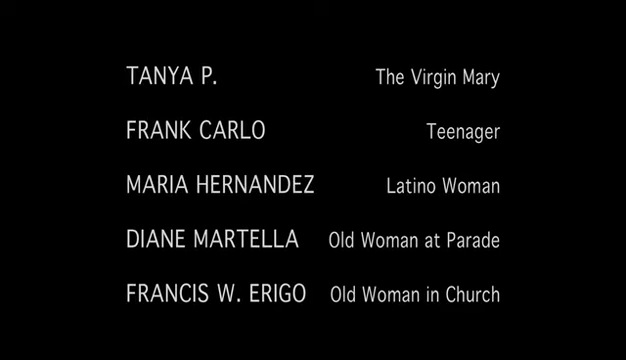 TANYA P. The Virgin Mary
FRANK CARLO Teenager
MARIA HERNANDEZ Latino Woman
DIANE MARTELLA Old Woman at Parade
FRANCIS W. ERIGO Old Woman in Church